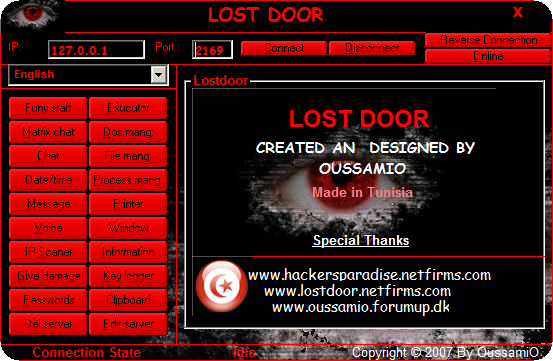 LOST DOOR
X
IP: 127.0.0.1 Port : 2169 Connect Disconnect Reverse Connection
Online
English
Funy staff Exucutor
Matrix chat Dos mang.
Chat File mang.
Date/time Process mang.
Message Printer
Voice Window
IP Scaner Information
Give damage Key logger
Passwords Clipboard
Del server Edit server
Lostdoor
LOST DOOR
CREATED AN DESIGNED BY
OUSSAMIO
Made in Tunisia
Special Thanks
www.hackersparadise.netfirms.com
www.lostdoor.netfirms.com
www.oussamio.forumup.dk
Connection State Idle Copyright © 2007 By OussamiO